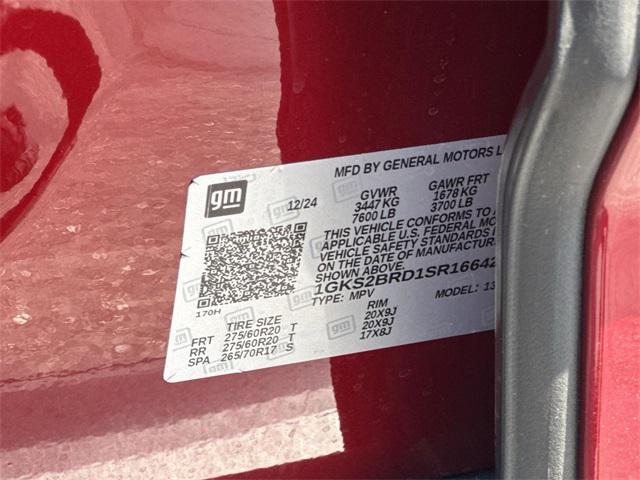 MFD BY GENERAL MOTORS L
gm
12/24
GVWR
3447 KG
7600 LB
GAWR FRT
1678 KG
3700 LB
THIS VEHICLE CONFORMS TO
APPLICABLE U.S. FEDERAL MO
VEHICLE SAFETY STANDARDS
ON THE DATE OF MANUFACTUR
SHOWN ABOVE.
1GKS2BRD1SR16642
TYPE: MPV
MODEL: 13
170H
TIRE SIZE RIM
FRT 275/60R20 T 20X9J
RR 275/60R20 T 20X9J
SPA 265/70R17 S 17X8J